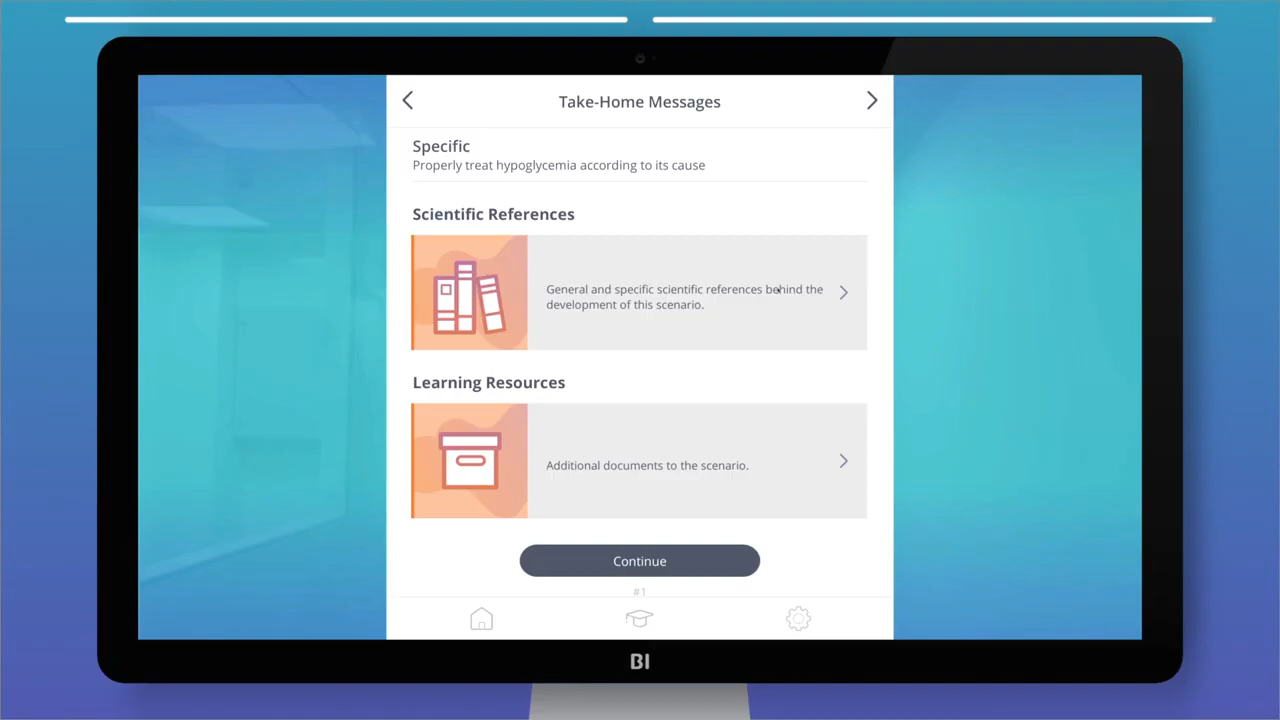 Take-Home Messages
Specific
Properly treat hypoglycemia according to its cause
Scientific References
General and specific scientific references behind the
development of this scenario.
Learning Resources
Additional documents to the scenario.
Continue
#1
BI